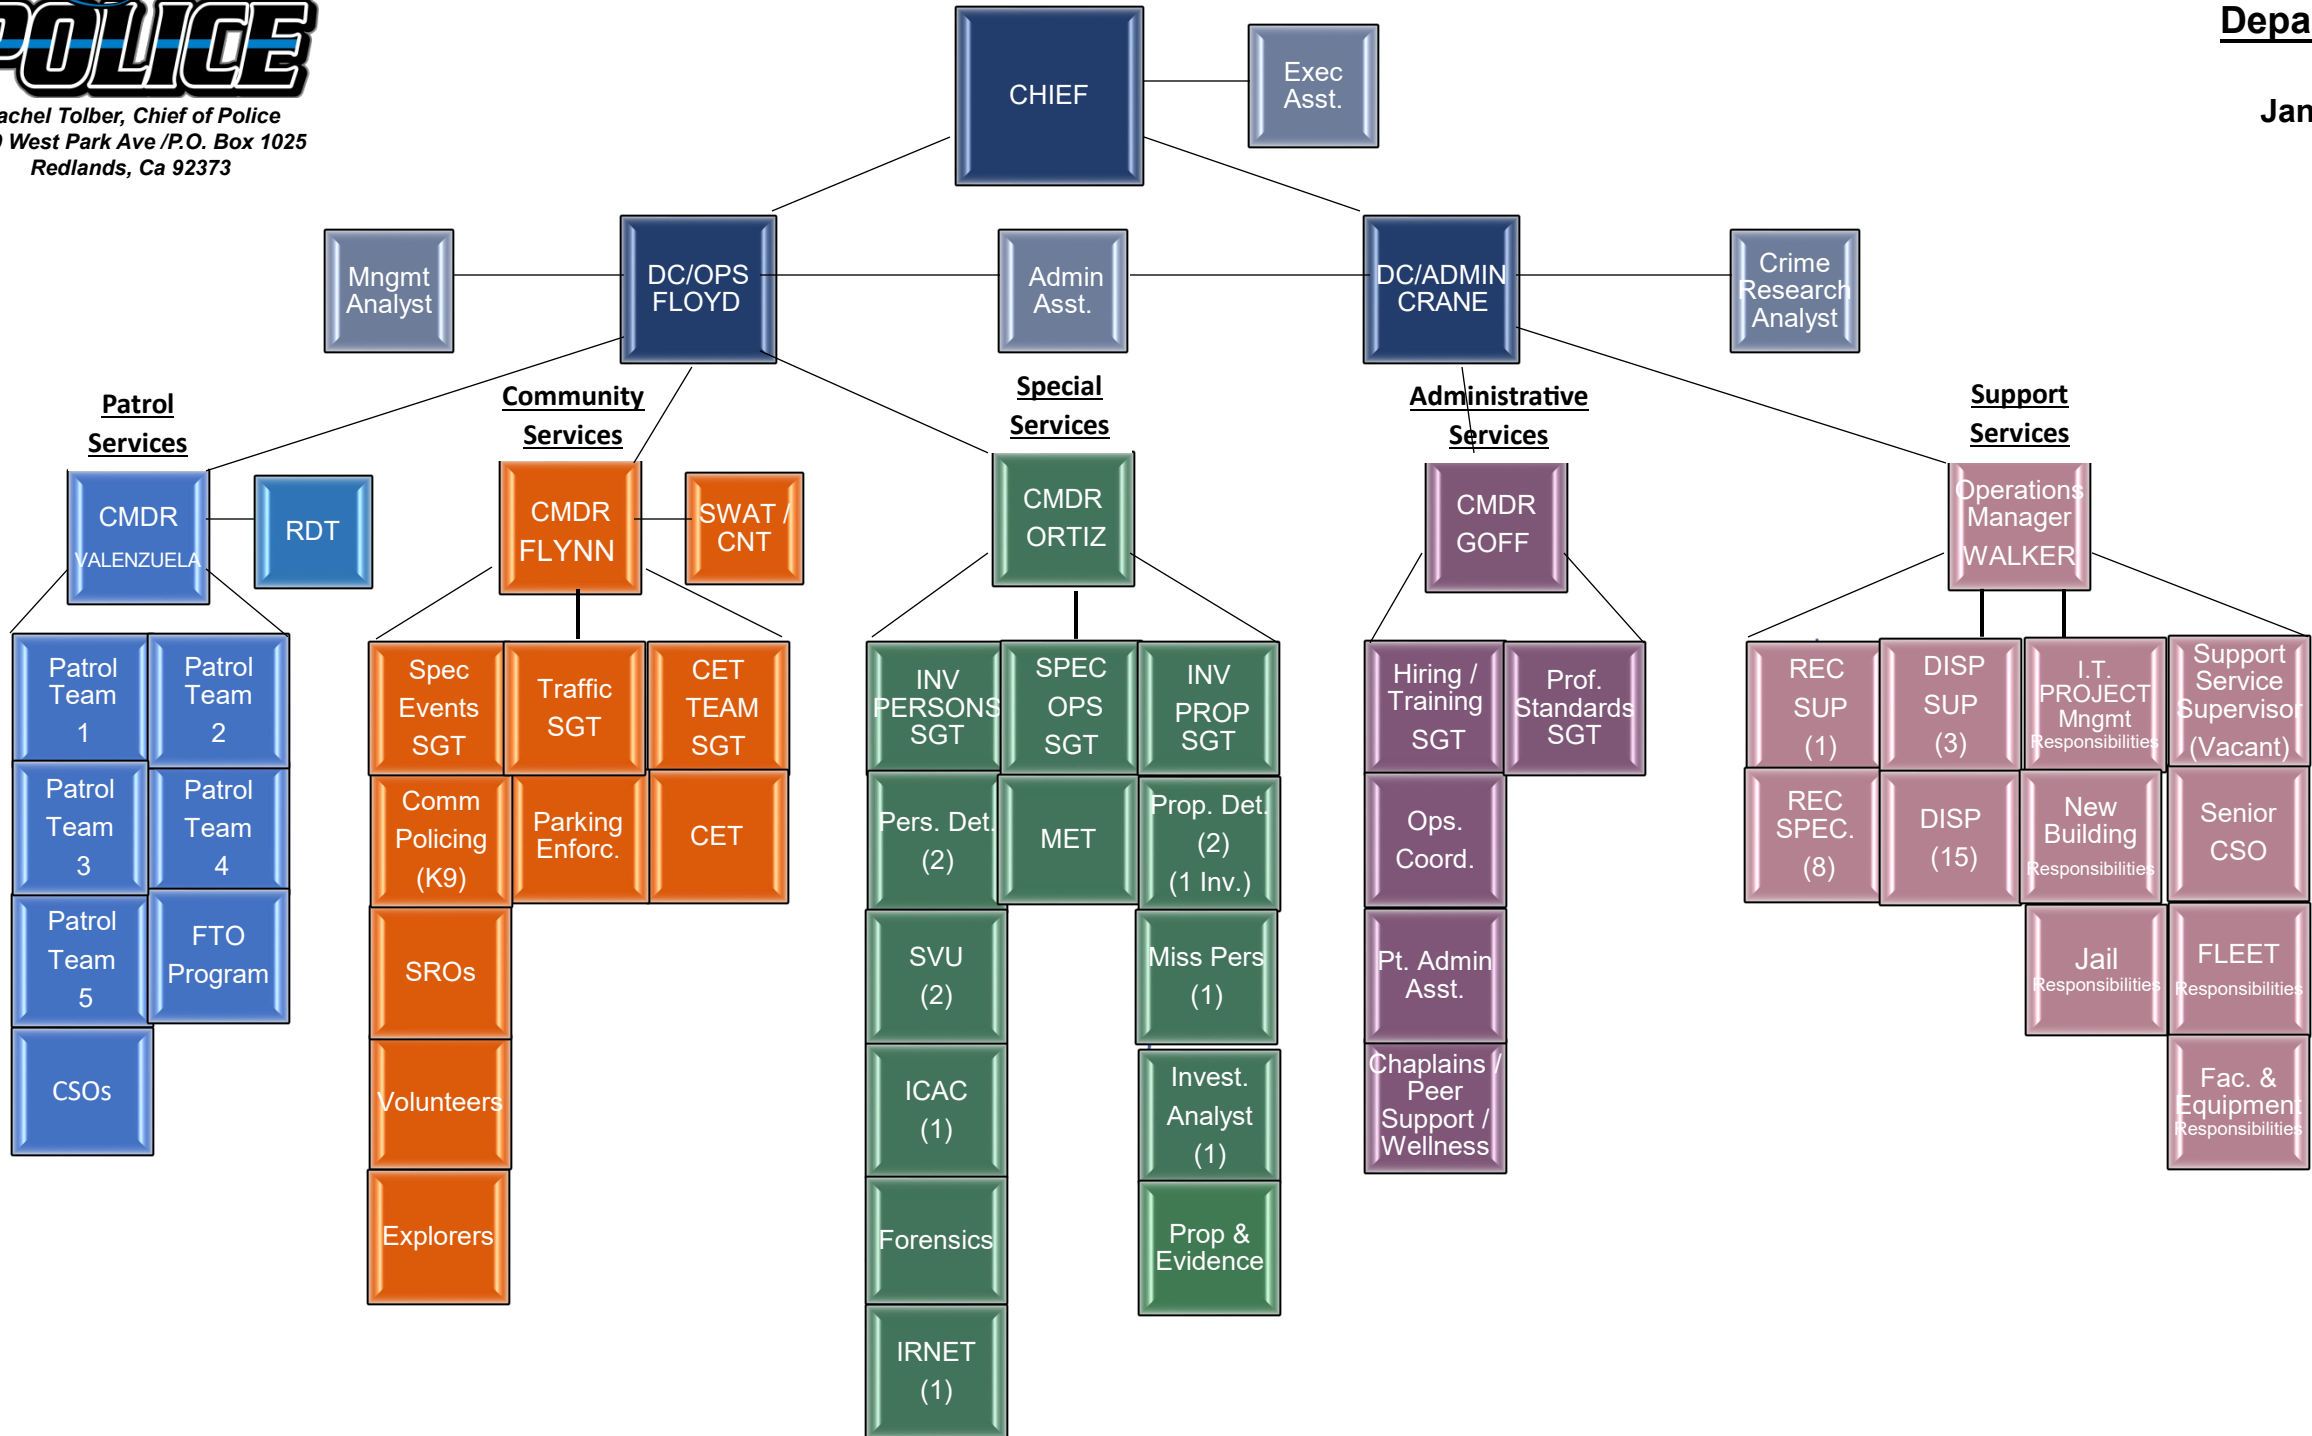 POLICE
achel Tolber, Chief of Police
West Park Ave /P.O. Box 1025
Redlands, Ca 92373
Depa
Jan
CHIEF
Exec
Asst.
Mngmt
Analyst
DC/OPS
FLOYD
Admin
Asst.
DC/ADMIN
CRANE
Crime
Research
Analyst
Patrol
Services
Community
Services
Special
Services
Administrative
Services
Support
Services
CMDR
VALENZUELA
RDT
CMDR
FLYNN
SWAT /
CNT
CMDR
ORTIZ
CMDR
GOFF
Operations
Manager
WALKER
Patrol
Team
1
Patrol
Team
2
Patrol
Team
3
Patrol
Team
4
Patrol
Team
5
FTO
Program
CSOs
Spec
Events
SGT
Traffic
SGT
CET
TEAM
SGT
Comm
Policing
(K9)
Parking
Enforc.
CET
SROs
Volunteers
Explorers
INV
PERSONS
SGT
SPEC
OPS
SGT
INV
PROP
SGT
Pers. Det.
(2)
MET
Prop. Det.
(2)
(1 Inv.)
SVU
(2)
Miss Pers
(1)
ICAC
(1)
Invest.
Analyst
(1)
Forensics
Prop &
Evidence
IRNET
(1)
Hiring /
Training
SGT
Prof.
Standards
SGT
Ops.
Coord.
Pt. Admin
Asst.
Chaplains /
Peer
Support /
Wellness
REC
SUP
(1)
DISP
SUP
(3)
I.T.
PROJECT
Mngmt
Responsibilities
Support
Service
Supervisor
(Vacant)
REC
SPEC.
(8)
DISP
(15)
New
Building
Responsibilities
Senior
CSO
Jail
Responsibilities
FLEET
Responsibilities
Fac. &
Equipment
Responsibilities